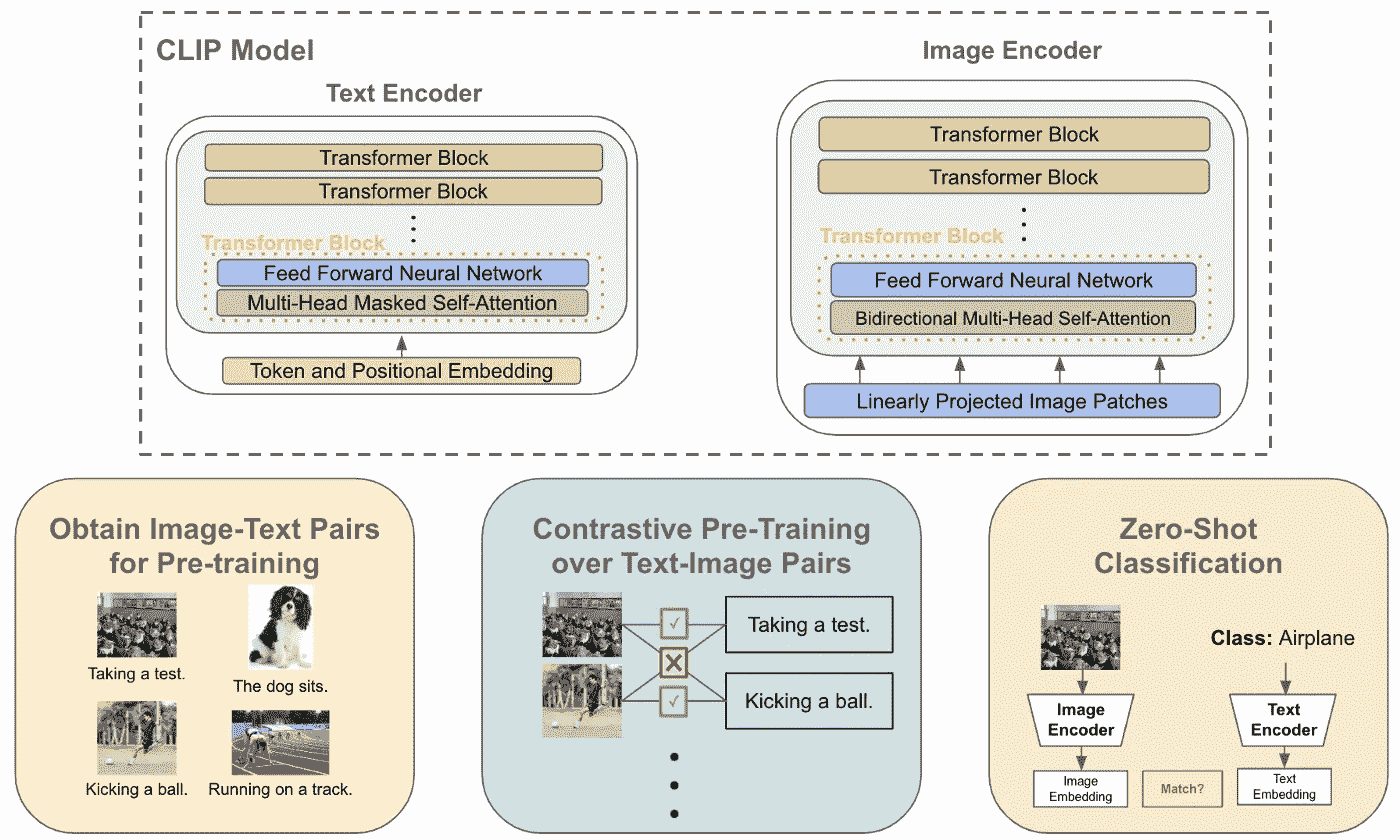 CLIP Model
Text Encoder
Transformer Block
Transformer Block
Transformer Block
Feed Forward Neural Network
Multi-Head Masked Self-Attention
Token and Positional Embedding
Image Encoder
Transformer Block
Transformer Block
Transformer Block
Feed Forward Neural Network
Bidirectional Multi-Head Self-Attention
Linearly Projected Image Patches
Obtain Image-Text Pairs
for Pre-training
Taking a test.
The dog sits.
Kicking a ball.
Running on a track.
Contrastive Pre-Training
over Text-Image Pairs
Taking a test.
Kicking a ball.
Zero-Shot
Classification
Class: Airplane
Image
Encoder
Text
Encoder
Image
Embedding
Match?
Text
Embedding